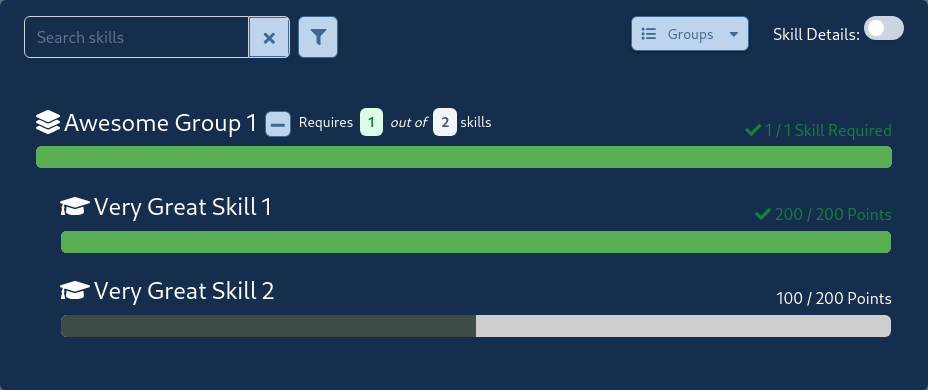 Search skills
Groups
Skill Details:
Awesome Group 1 Requires 1 out of 2 skills
1 / 1 Skill Required
Very Great Skill 1
200 / 200 Points
Very Great Skill 2
100 / 200 Points